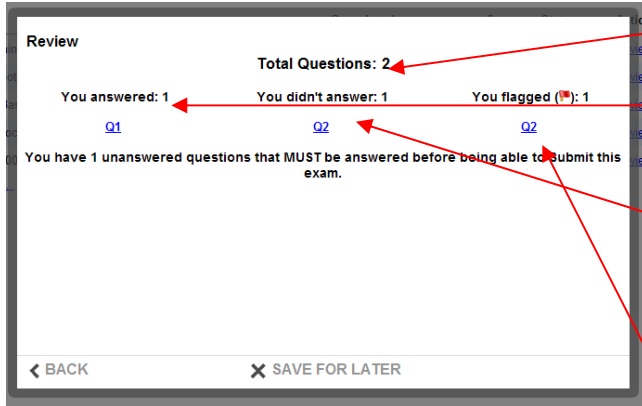 Review
Total Questions: 2
You answered: 1 You didn't answer: 1 You flagged (🚩): 1
Q1 Q2 Q2
You have 1 unanswered questions that MUST be answered before being able to Submit this
exam.
BACK SAVE FOR LATER